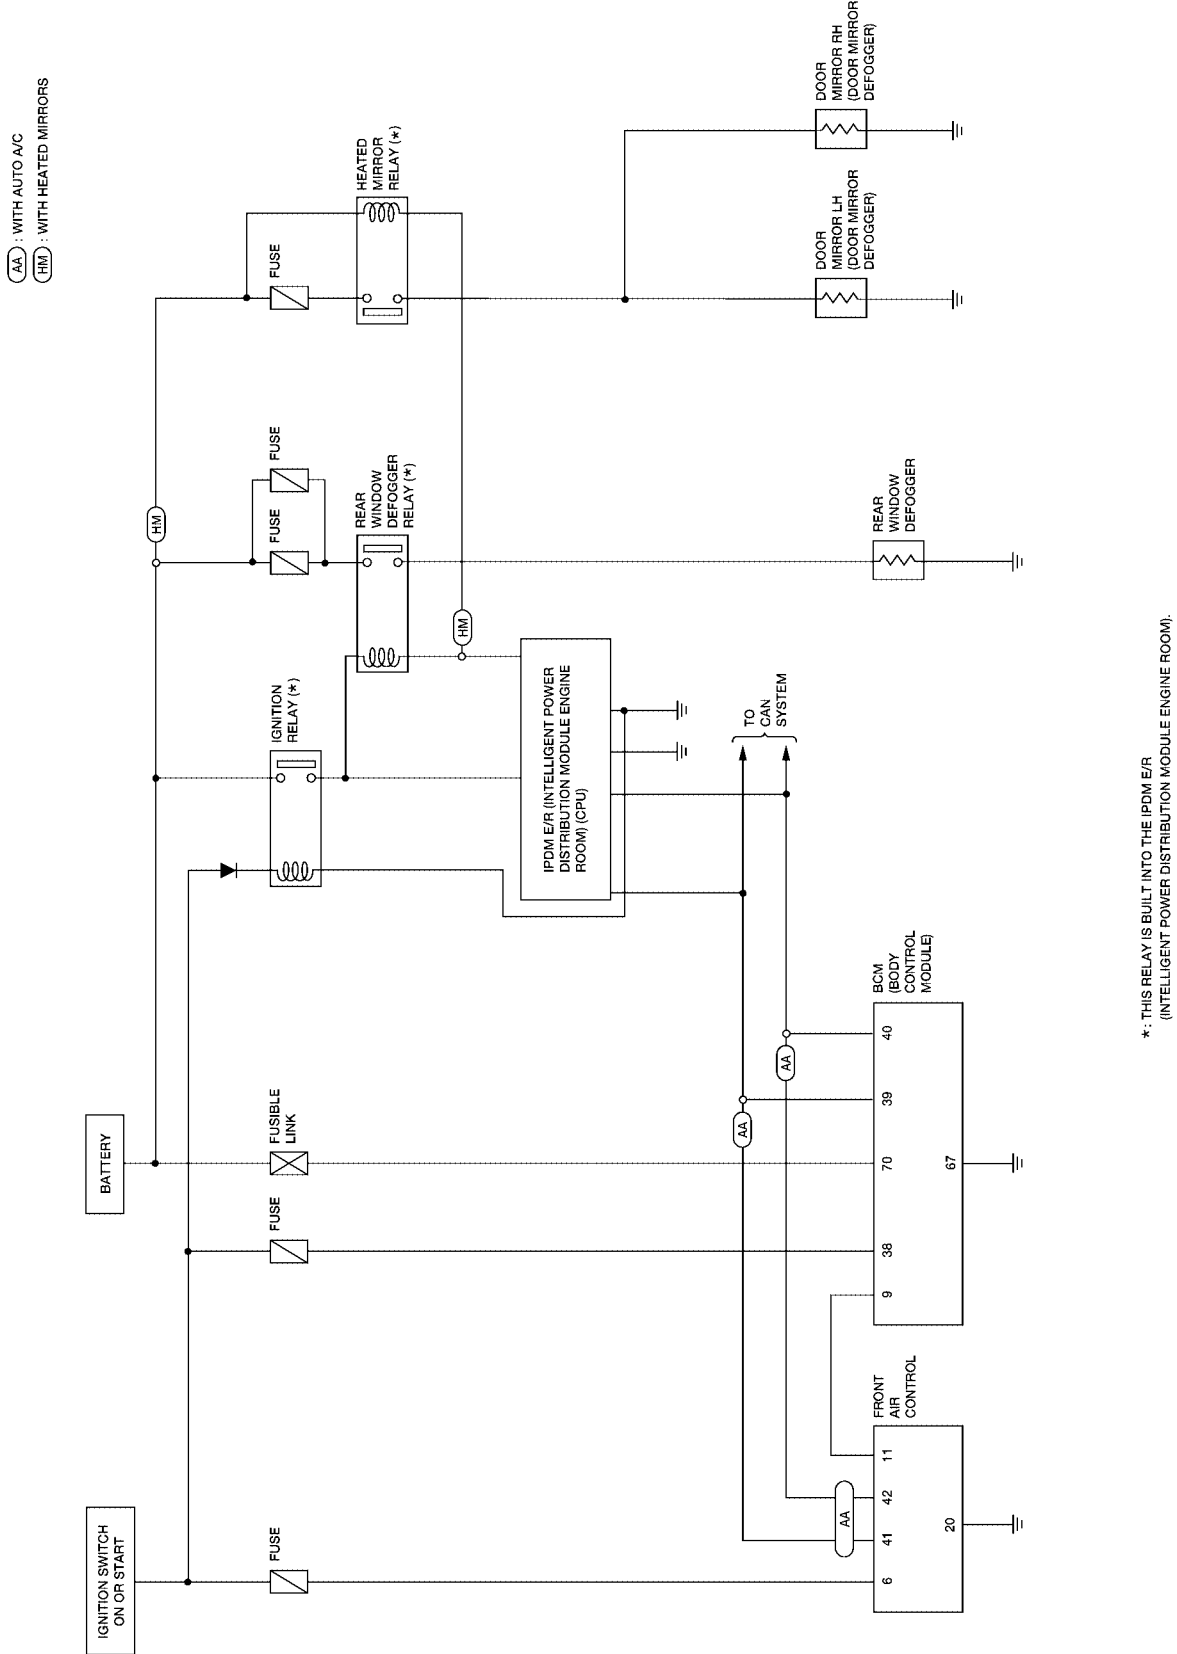 AA : WITH AUTO A/C
HM : WITH HEATED MIRRORS
IGNITION SWITCH
ON OR START
BATTERY
HM
FUSE
FUSE
FUSIBLE
LINK
IGNITION
RELAY (*)
FUSE
FUSE
REAR
WINDOW
DEFOGGER
RELAY (*)
FUSE
HEATED
MIRROR
RELAY (*)
HM
IPDM E/R (INTELLIGENT POWER
DISTRIBUTION MODULE ENGINE
ROOM) (CPU)
TO
CAN
SYSTEM
AA
AA
AA
FRONT
AIR
CONTROL
6
41
42
11
20
BCM
(BODY
CONTROL
MODULE)
9
38
70
39
40
67
REAR
WINDOW
DEFOGGER
DOOR
MIRROR LH
(DOOR MIRROR
DEFOGGER)
DOOR
MIRROR RH
(DOOR MIRROR
DEFOGGER)
*: THIS RELAY IS BUILT INTO THE IPDM E/R
(INTELLIGENT POWER DISTRIBUTION MODULE ENGINE ROOM).